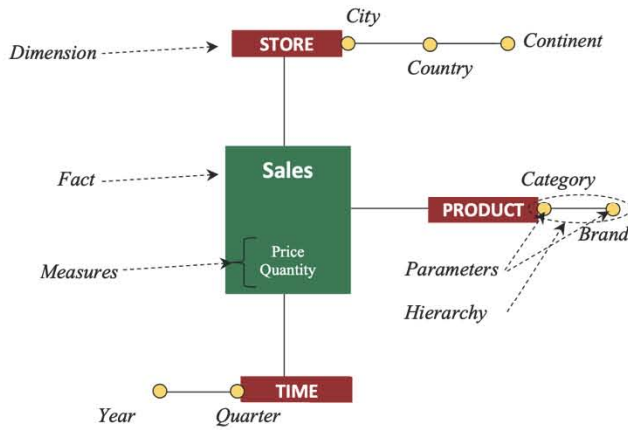 City
STORE
Continent
Dimension
Country
Fact
Sales
Category
PRODUCT
Brand
Measures
Price
Quantity
Parameters
Hierarchy
TIME
Year
Quarter